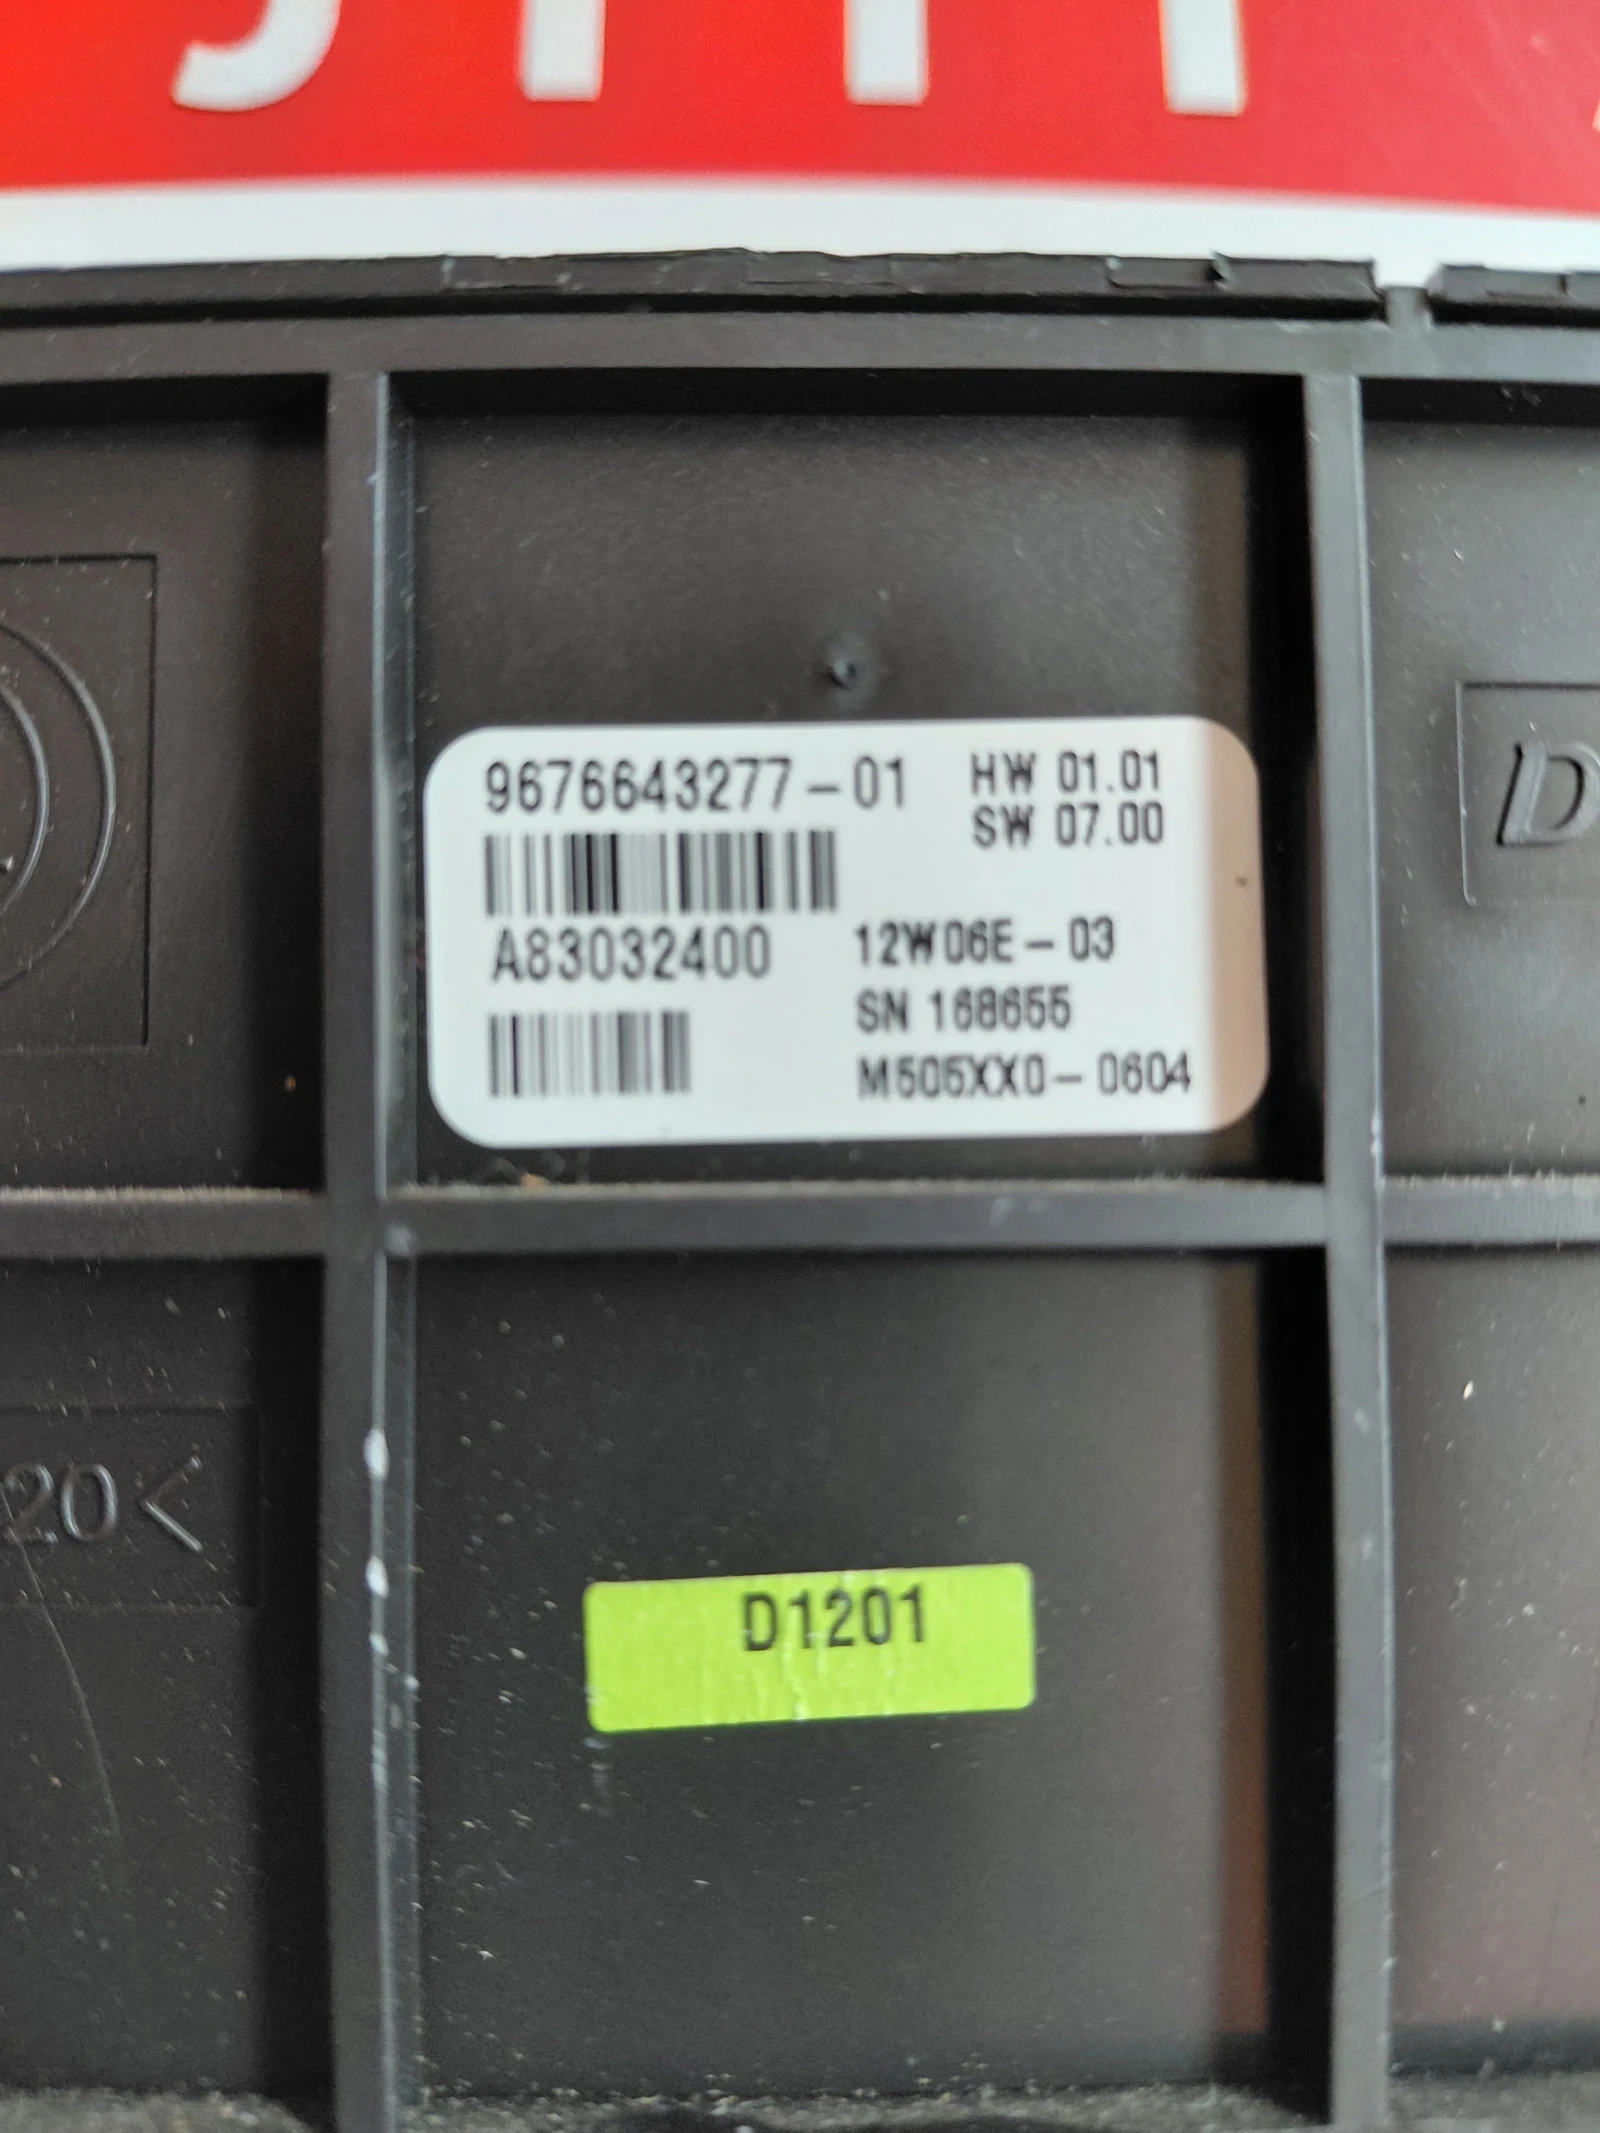 9676643277-01 HW 01.01
SW 07.00
A83032400 12W06E-03
SN 168655
M505XX0-0604
20<
D
D1201